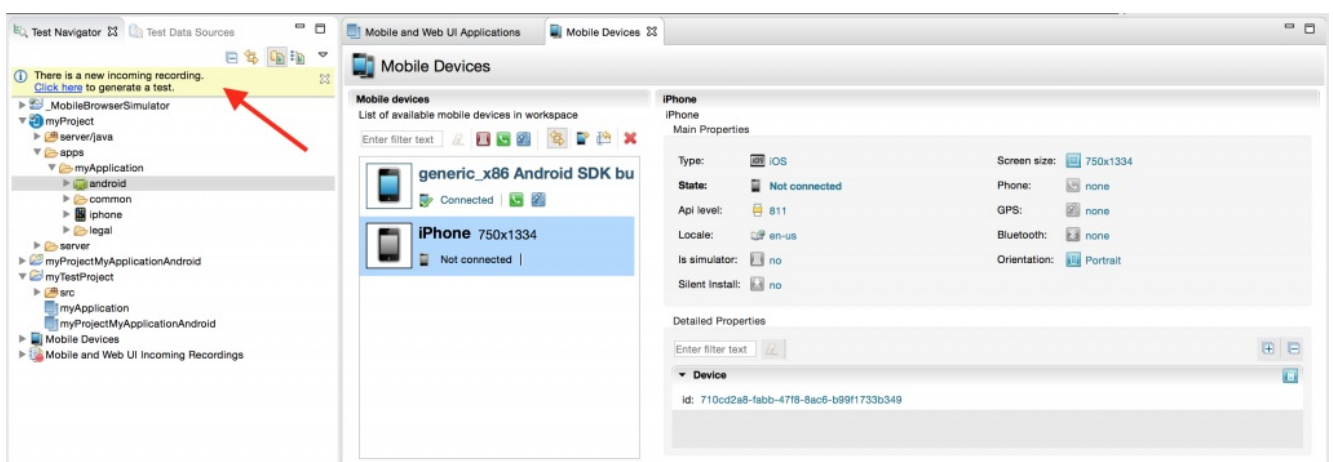 Test Navigator
Test Data Sources
There is a new incoming recording.
Click here to generate a test.
_MobileBrowserSimulator
myProject
server/java
apps
myApplication
android
common
iphone
legal
server
myProjectMyApplicationAndroid
myTestProject
src
myApplication
myProjectMyApplicationAndroid
Mobile Devices
Mobile and Web UI Incoming Recordings
Mobile and Web UI Applications
Mobile Devices
Mobile Devices
Mobile devices
List of available mobile devices in workspace
Enter filter text
generic_x86 Android SDK bu
Connected
iPhone 750x1334
Not connected
iPhone
iPhone
Main Properties
Type: iOS
Screen size: 750x1334
State: Not connected
Phone: none
Api level: 811
GPS: none
Locale: en-us
Bluetooth: none
Is simulator: no
Orientation: Portrait
Silent Install: no
Detailed Properties
Enter filter text
Device
id: 710cd2a8-fabb-47f8-8ac6-b99f1733b349